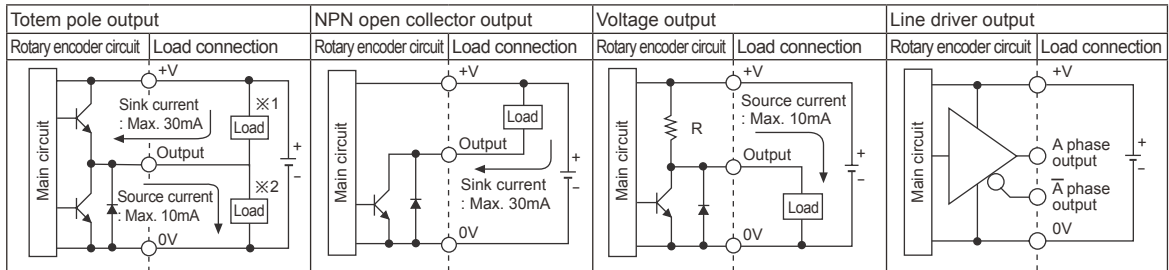 Totem pole output
Rotary encoder circuit
Load connection
Main circuit
+V
Sink current
: Max. 30mA
※1
Load
Output
+
−
Source current
: Max. 10mA
※2
Load
0V
NPN open collector output
Rotary encoder circuit
Load connection
Main circuit
+V
Load
Output
+
−
Sink current
: Max. 30mA
0V
Voltage output
Rotary encoder circuit
Load connection
Main circuit
+V
Source current
: Max. 10mA
R
Output
+
−
Load
0V
Line driver output
Rotary encoder circuit
Load connection
Main circuit
+V
A phase
output
+
−
A̅ phase
output
0V